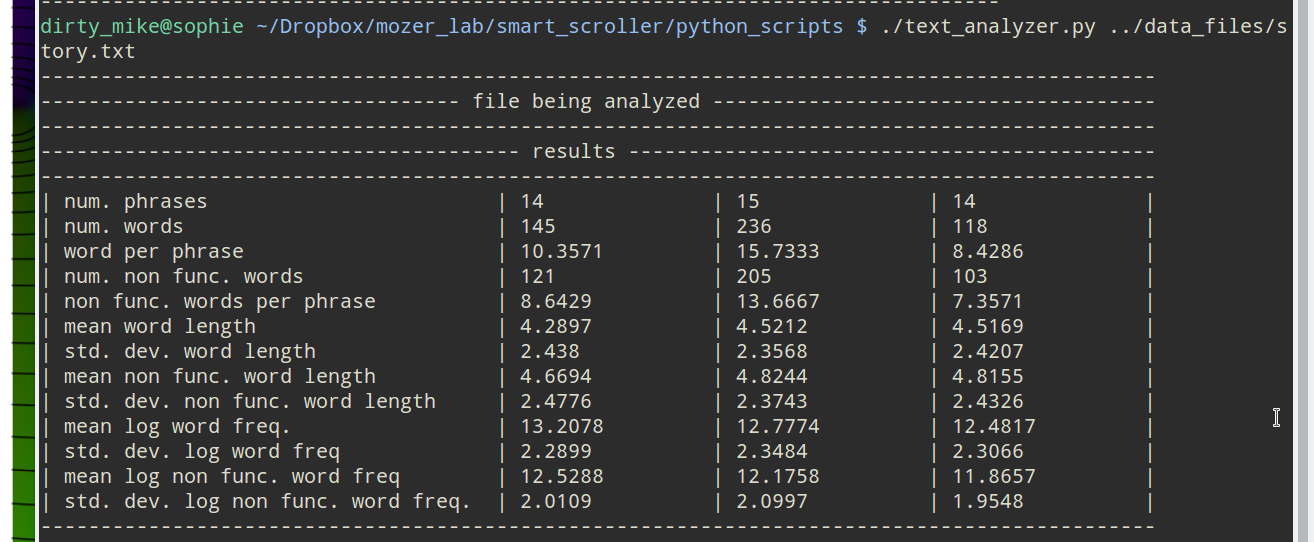 ------------------------------------------------------------------------------------
dirty_mike@sophie ~/Dropbox/mozer_lab/smart_scroller/python_scripts $ ./text_analyzer.py ../data_files/s
tory.txt
---------------------------------------------------------------------------------------------
----------------------------------- file being analyzed -------------------------------------
---------------------------------------------------------------------------------------------
---------------------------------------- results --------------------------------------------
---------------------------------------------------------------------------------------------
| num. phrases | 14 | 15 | 14 |
| num. words | 145 | 236 | 118 |
| word per phrase | 10.3571 | 15.7333 | 8.4286 |
| num. non func. words | 121 | 205 | 103 |
| non func. words per phrase | 8.6429 | 13.6667 | 7.3571 |
| mean word length | 4.2897 | 4.5212 | 4.5169 |
| std. dev. word length | 2.438 | 2.3568 | 2.4207 |
| mean non func. word length | 4.6694 | 4.8244 | 4.8155 |
| std. dev. non func. word length | 2.4776 | 2.3743 | 2.4326 |
| mean log word freq. | 13.2078 | 12.7774 | 12.4817 |
| std. dev. log word freq | 2.2899 | 2.3484 | 2.3066 |
| mean log non func. word freq | 12.5288 | 12.1758 | 11.8657 |
| std. dev. log non func. word freq. | 2.0109 | 2.0997 | 1.9548 |
---------------------------------------------------------------------------------------------